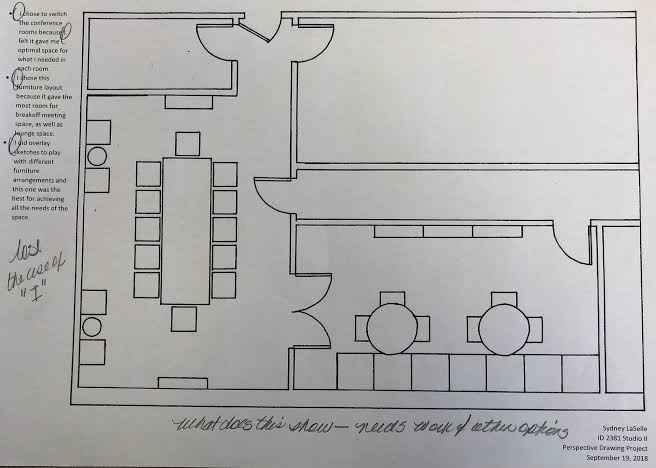 • I chose to switch
the conference
rooms because I
felt it gave me
optimal space for
what I needed in
each room.
• I chose this
furniture layout
because it gave the
most room for
breakoff meeting
space, as well as
lounge space.
• I did overlay
sketches to play
with different
furniture
arrangements and
this one was the
best for achieving
all the needs of the
space.
lose
the use of
"I"
what does this show — needs work of other options
Sydney LaSelle
ID 2381 Studio II
Perspective Drawing Project
September 19, 2018